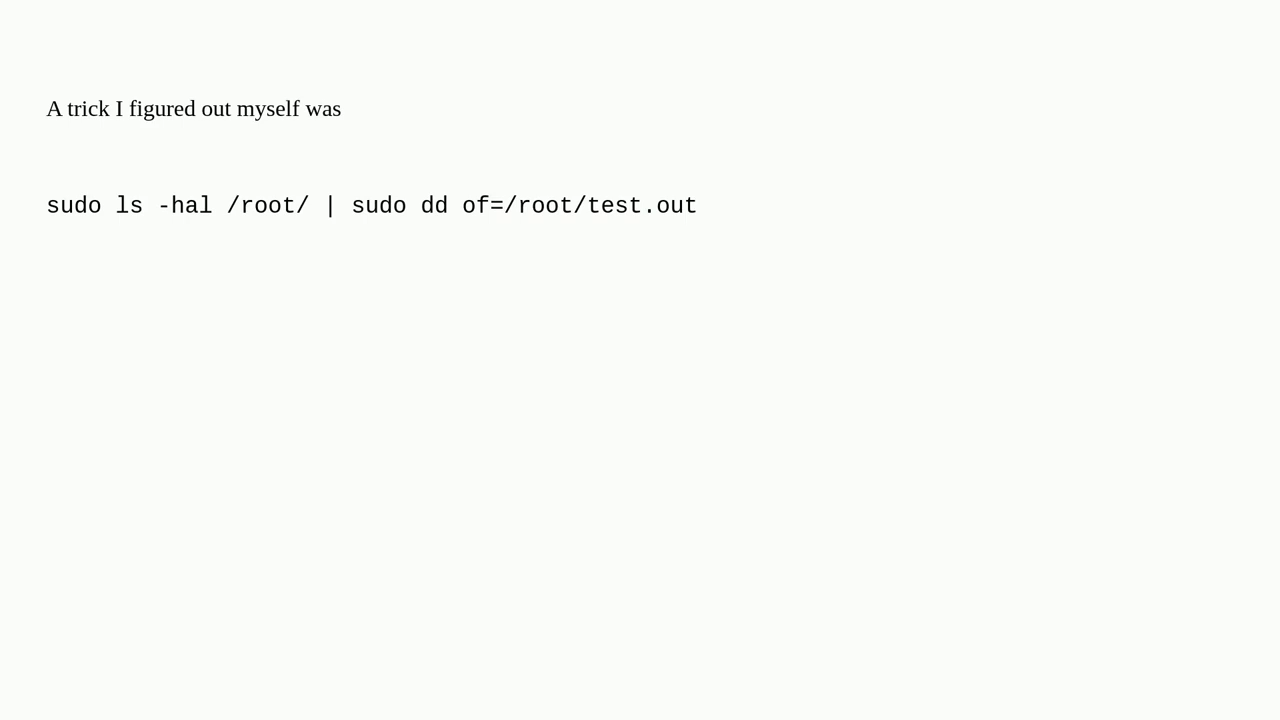 A trick I figured out myself was
sudo ls -hal /root/ | sudo dd of=/root/test.out